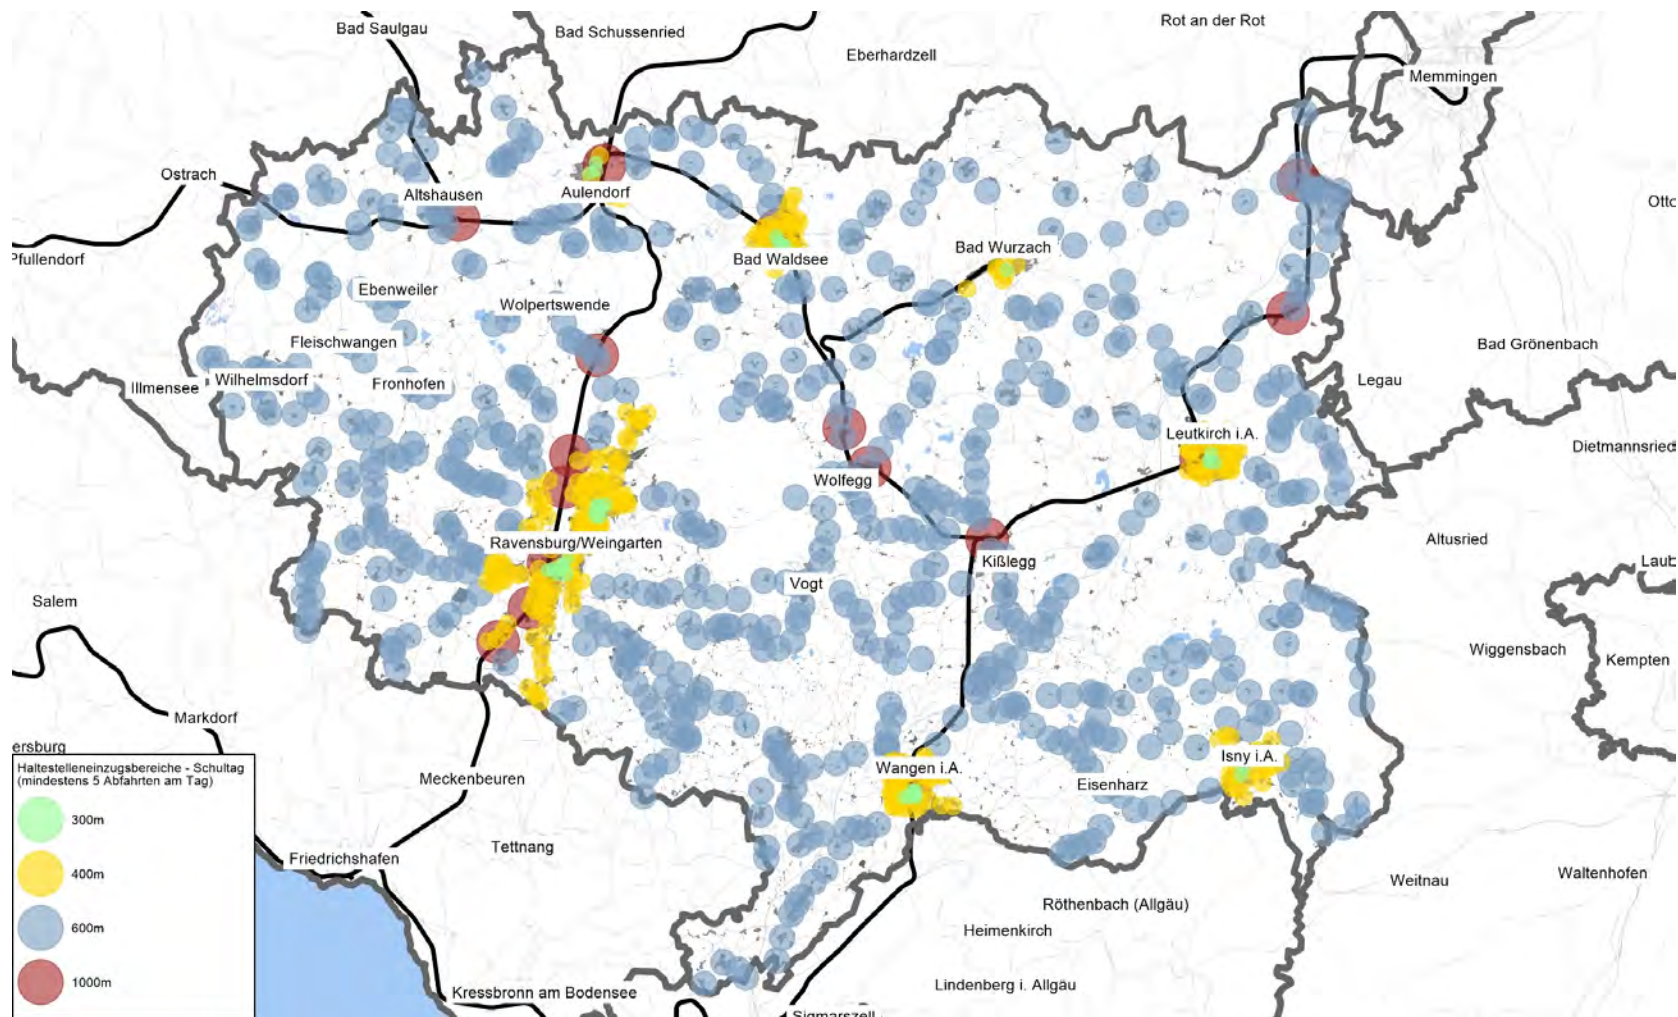 Rot an der Rot
Bad Saulgau
Bad Schussenried
Eberhardzell
Memmingen
Ostrach
Altshausen
Aulendorf
Otto
Pfullendorf
Bad Waldsee
Bad Wurzach
Ebenweiler
Wolpertswende
Fleischwangen
Bad Grönenbach
Illmensee
Wilhelmsdorf
Fronhofen
Legau
Leutkirch i.A.
Dietmannsried
Wolfegg
Ravensburg/Weingarten
Altusried
Kißlegg
Laub
Vogt
Salem
Wiggensbach
Kempten
Markdorf
ersburg
Haltestelleneinzugsbereiche - Schultag
(mindestens 5 Abfahrten am Tag)
300m
400m
600m
1000m
Meckenbeuren
Wangen i.A.
Isny i.A.
Eisenharz
Tettnang
Friedrichshafen
Weitnau
Waltenhofen
Röthenbach (Allgäu)
Heimenkirch
Lindenberg i. Allgäu
Kressbronn am Bodensee
Sigmarszell